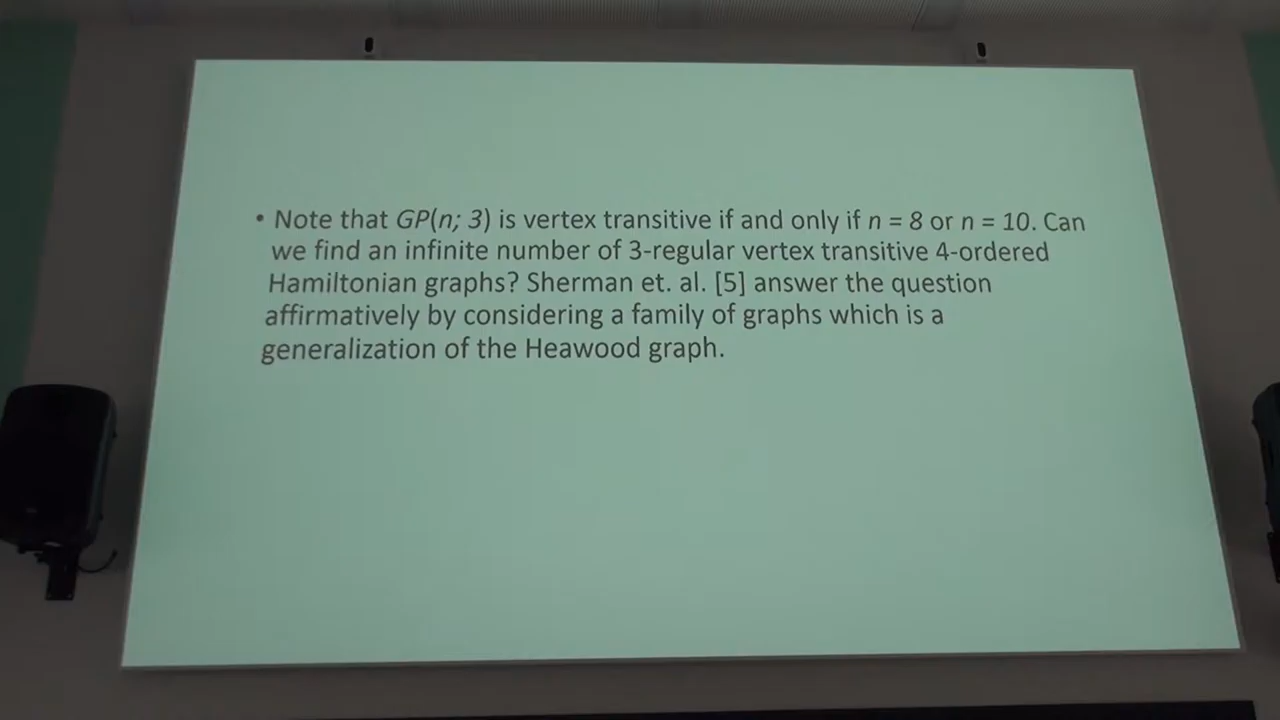 • Note that GP(n; 3) is vertex transitive if and only if n = 8 or n = 10. Can
we find an infinite number of 3-regular vertex transitive 4-ordered
Hamiltonian graphs? Sherman et. al. [5] answer the question
affirmatively by considering a family of graphs which is a
generalization of the Heawood graph.